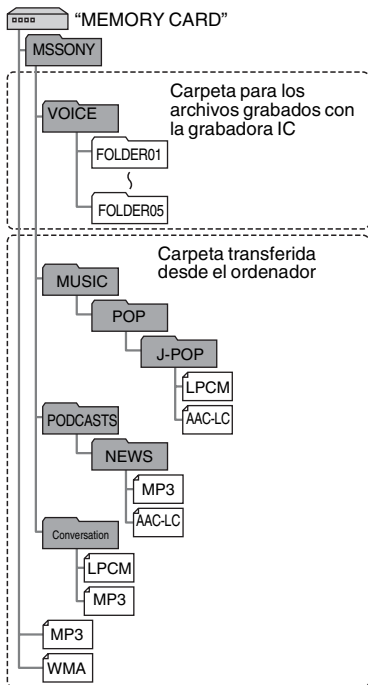 “MEMORY CARD”
MSSONY
Carpeta para los
archivos grabados con
la grabadora IC
VOICE
FOLDER01
FOLDER05
Carpeta transferida
desde el ordenador
MUSIC
POP
J-POP
LPCM
AAC-LC
PODCASTS
NEWS
MP3
AAC-LC
Conversation
LPCM
MP3
MP3
WMA